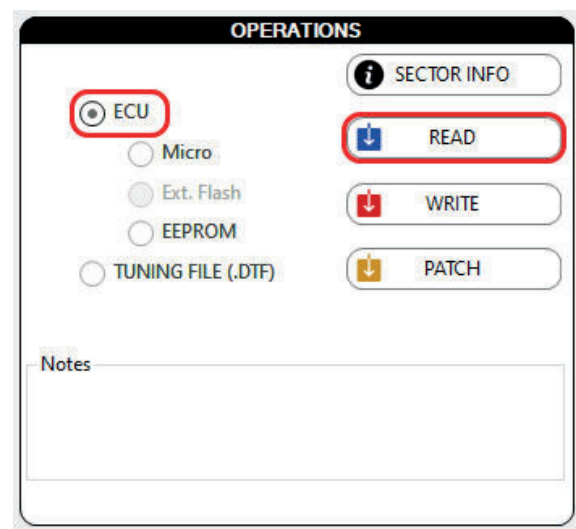 OPERATIONS
SECTOR INFO
ECU
READ
Micro
Ext. Flash
WRITE
EEPROM
TUNING FILE (.DTF)
PATCH
Notes